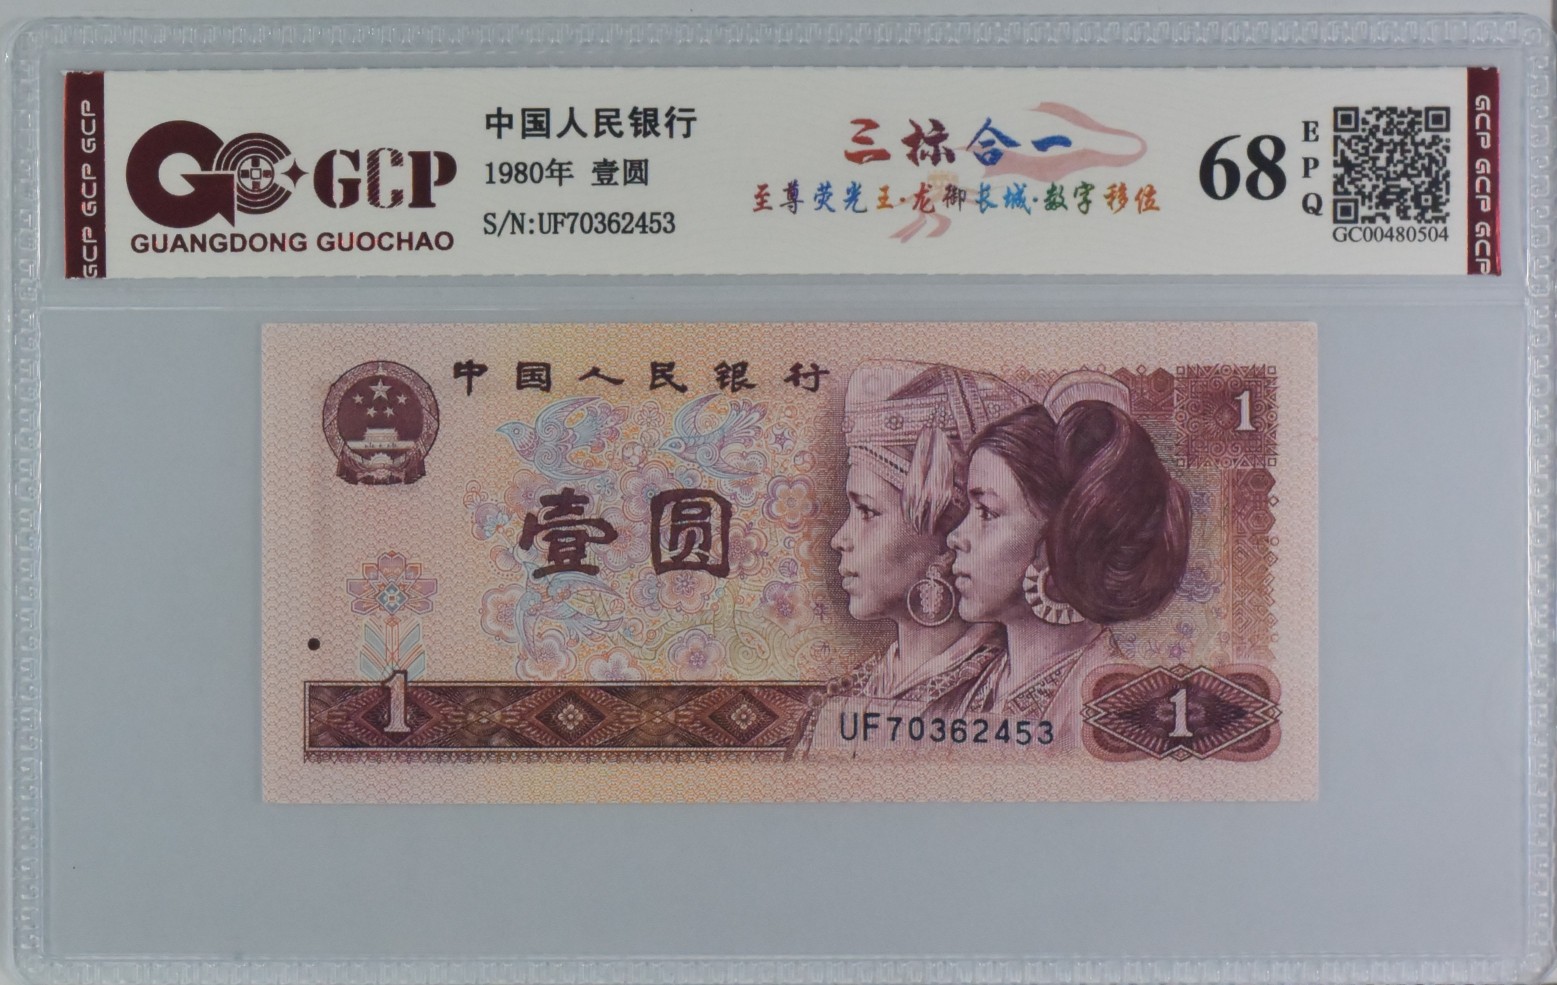 GCP
GUANGDONG GUOCHAO
中国人民银行
1980年 壹圆
S/N:UF70362453
三标合一
至尊荧光王·龙御长城·数字移位
68
EPQ
GC00480504
GCP GCP GCP
GCP GCP GCP
中国人民银行
1
壹圆
1
UF70362453
1